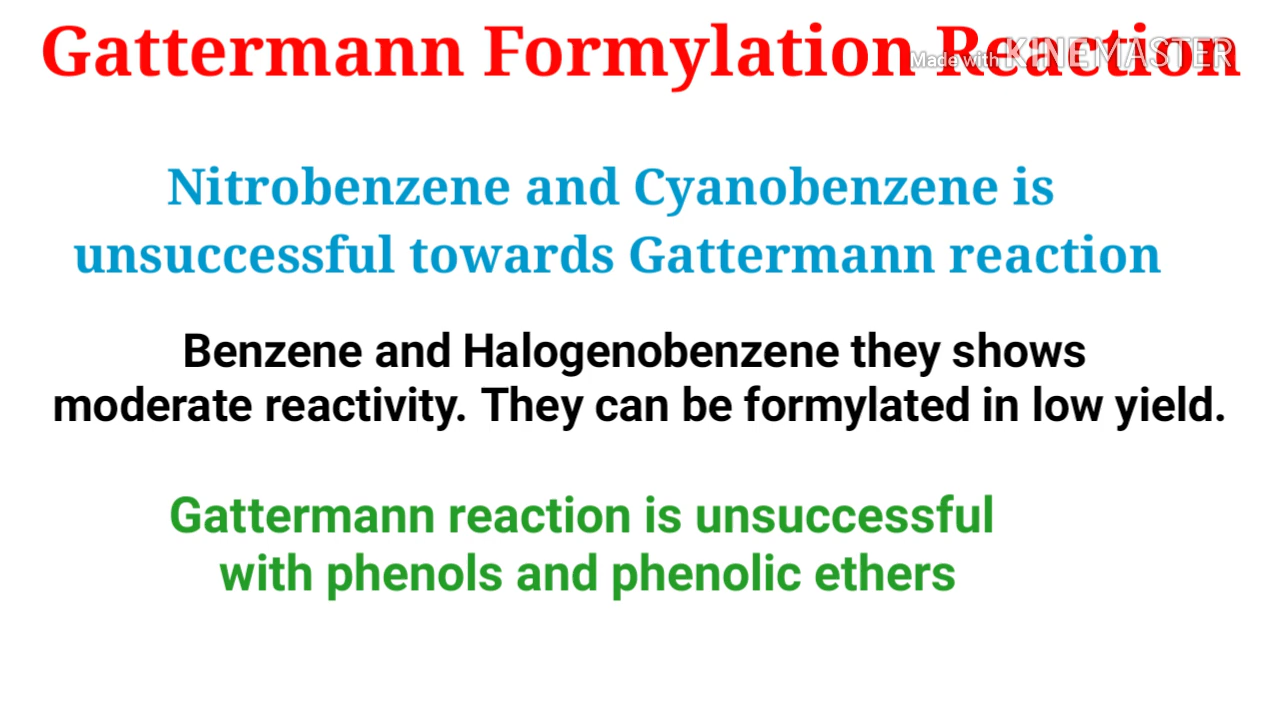 Gattermann Formylation Reaction
Made with KINEMASTER
Nitrobenzene and Cyanobenzene is
unsuccessful towards Gattermann reaction
Benzene and Halogenobenzene they shows
moderate reactivity. They can be formylated in low yield.
Gattermann reaction is unsuccessful
with phenols and phenolic ethers